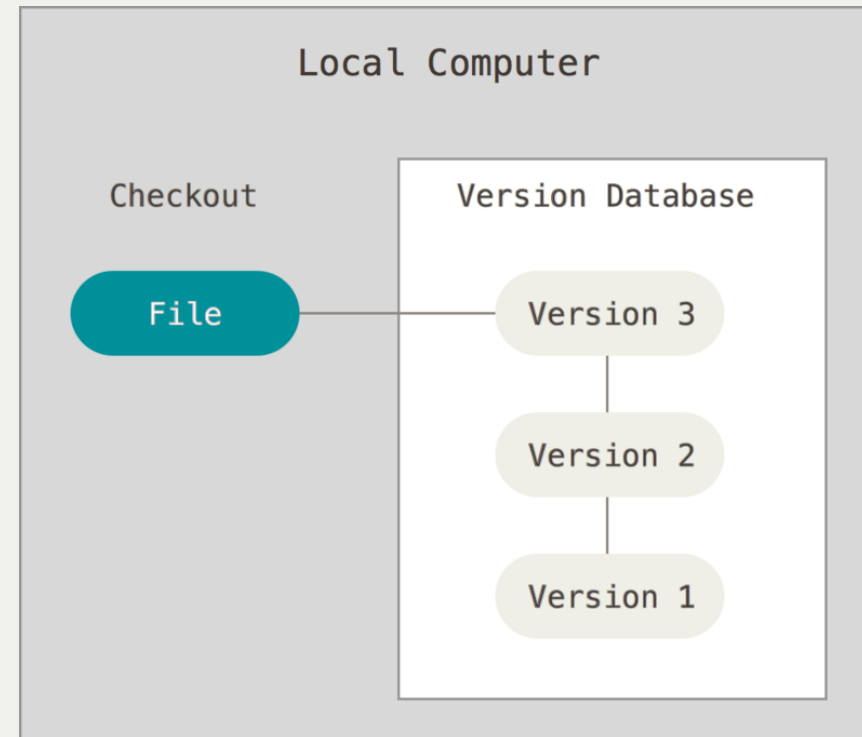 Local Computer
Checkout
Version Database
File
Version 3
Version 2
Version 1